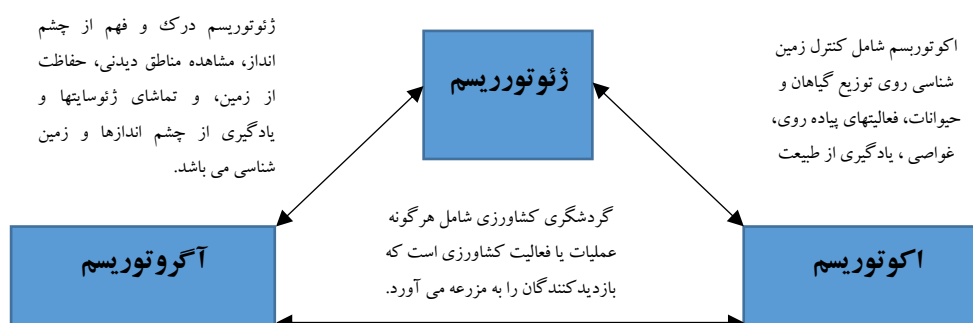 ژئوتوریسم درک و فهم از چشم
انداز، مشاهده مناطق دیدنی، حفاظت
از زمین، و تماشای ژئوسایتها و
یادگیری از چشم اندازها و زمین
شناسی می باشد.
ژئوتورریسم
اکوتوریسم شامل کنترل زمین
شناسی روی توزیع گیاهان و
حیوانات، فعالیتهای پیاده روی،
غواصی ، یادگیری از طبیعت
گردشگری کشاورزی شامل هرگونه
عملیات یا فعالیت کشاورزی است که
بازدیدکنندگان را به مزرعه می آورد.
آگروتوریسم
اکوتوریسم